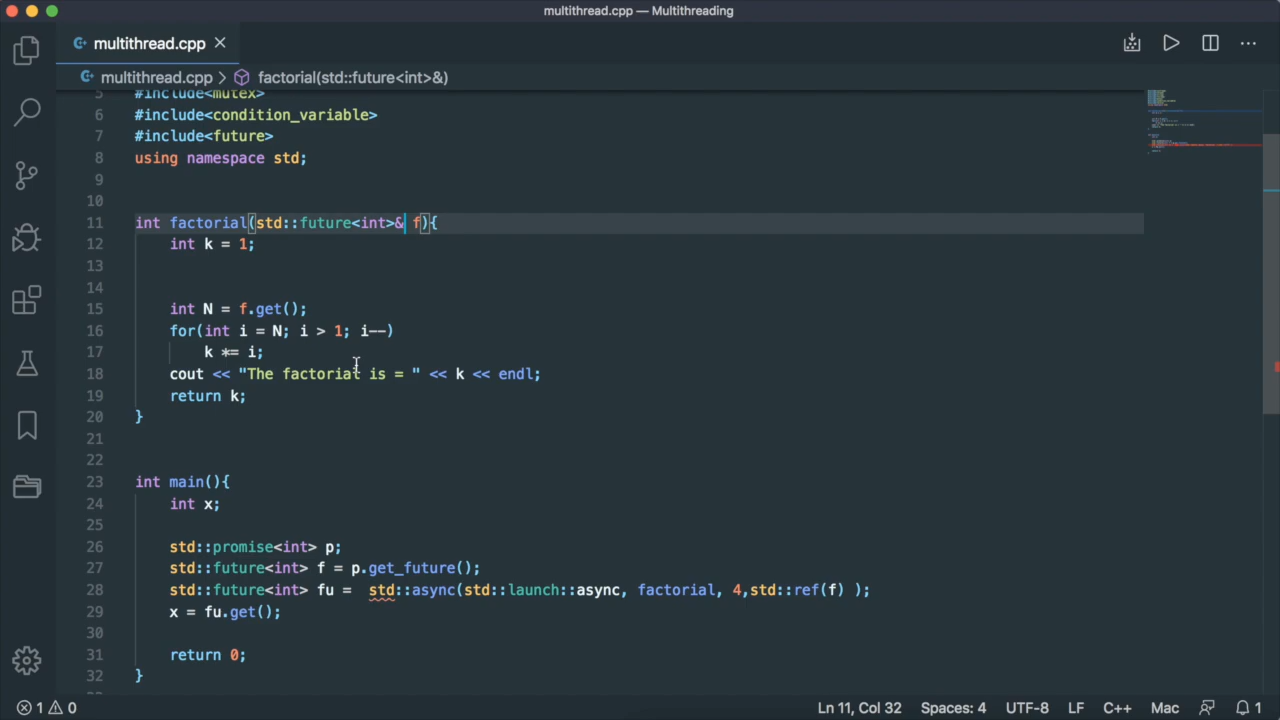 multithread.cpp — Multithreading
multithread.cpp
multithread.cpp > factorial(std::future<int>&)
5 #include<mutex>
6 #include<condition_variable>
7 #include<future>
8 using namespace std;
9
10
11 int factorial(std::future<int>& f){
12 int k = 1;
13
14
15 int N = f.get();
16 for(int i = N; i > 1; i--)
17 k *= i;
18 cout << "The factorial is = " << k << endl;
19 return k;
20 }
21
22
23 int main(){
24 int x;
25
26 std::promise<int> p;
27 std::future<int> f = p.get_future();
28 std::future<int> fu =  std::async(std::launch::async, factorial, 4,std::ref(f) );
29 x = fu.get();
30
31 return 0;
32 }
1 0 Ln 11, Col 32 Spaces: 4 UTF-8 LF C++ Mac 1